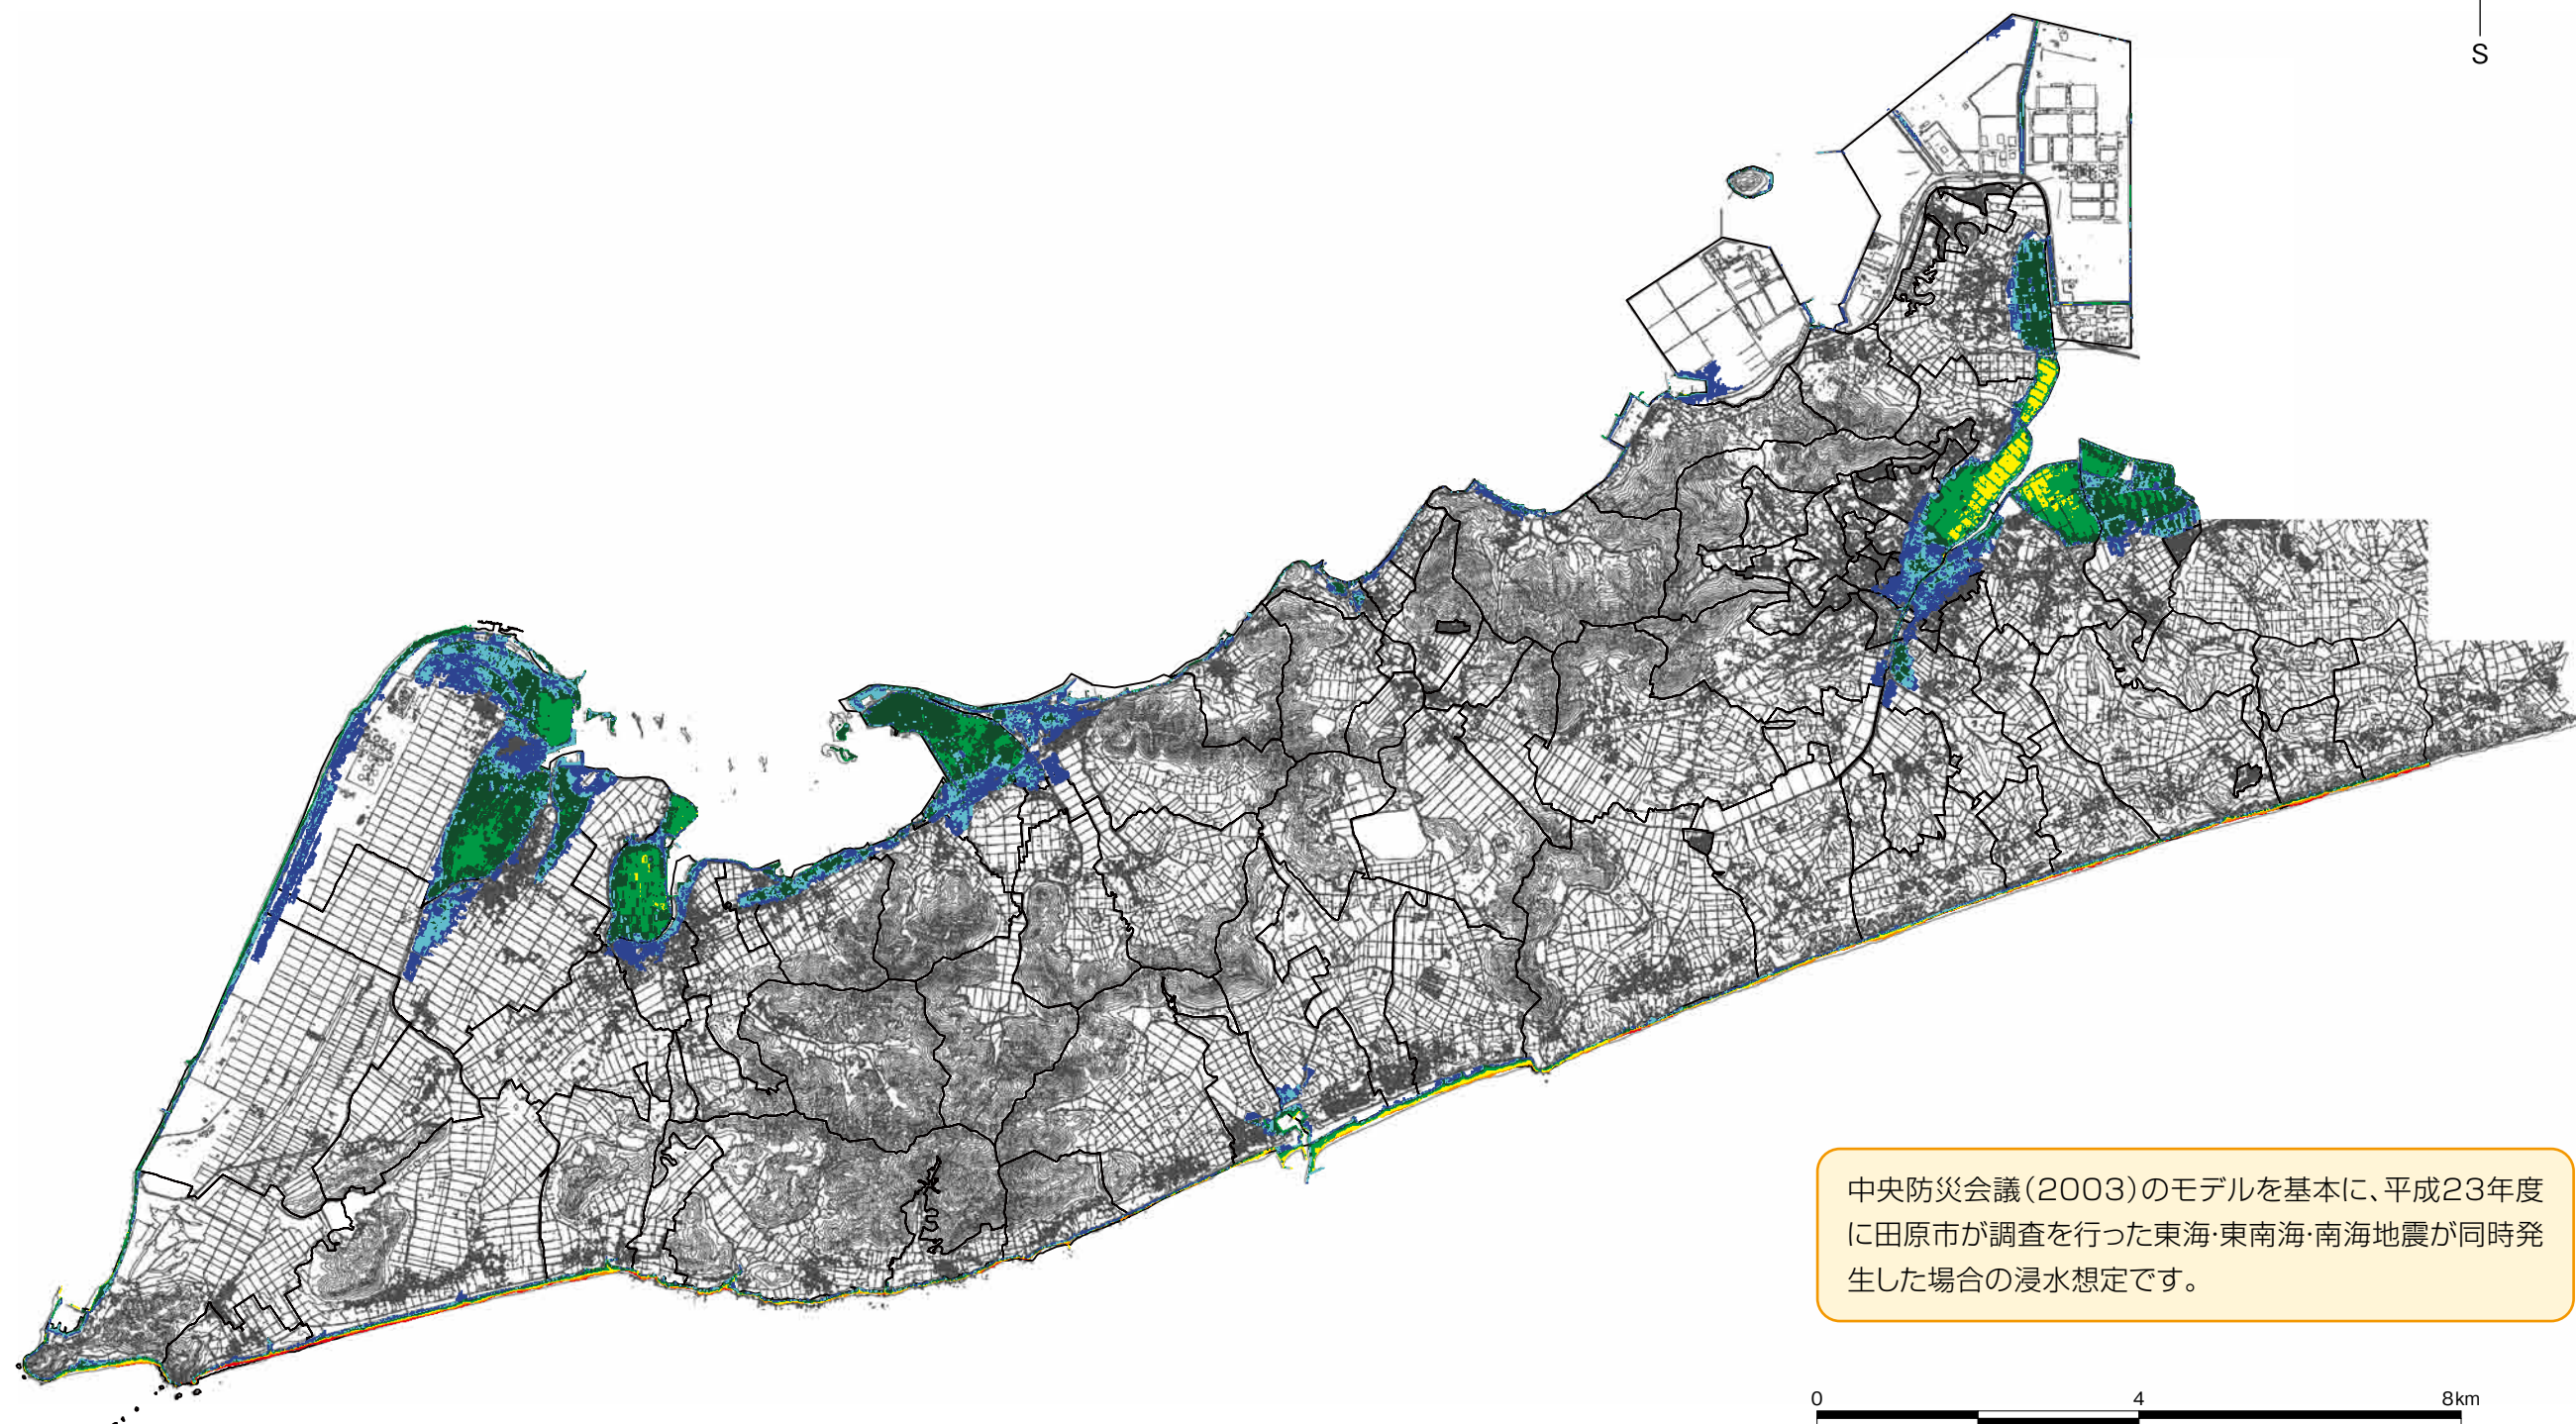 S
中央防災会議(2003)のモデルを基本に、平成23年度
に田原市が調査を行った東海・東南海・南海地震が同時発
生した場合の浸水想定です。
0 4 8km